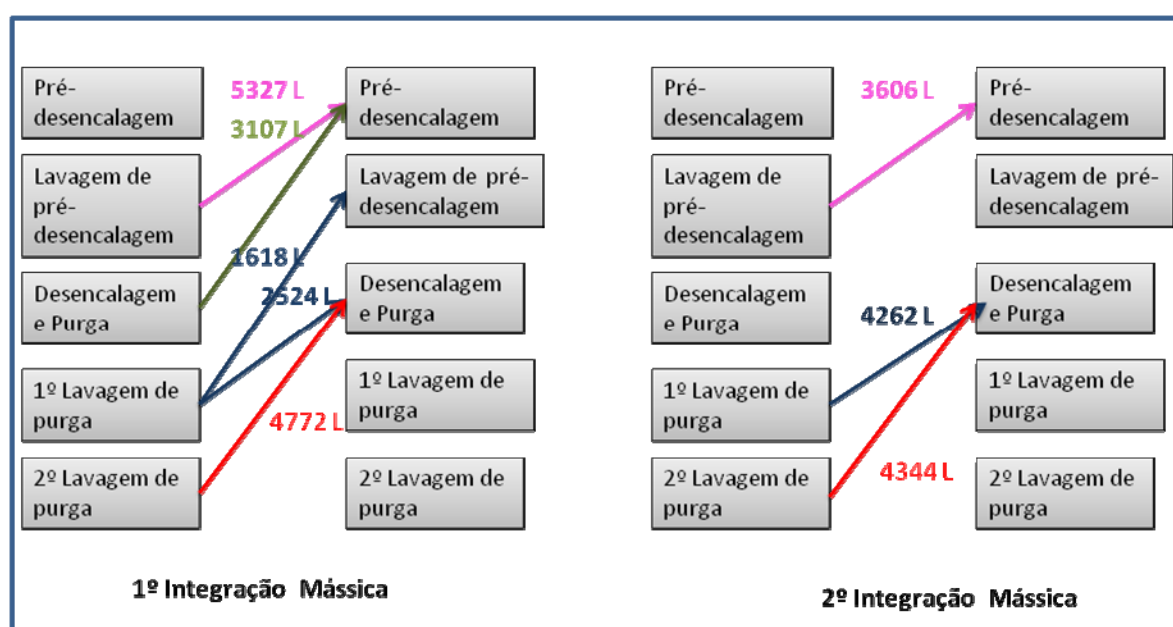 Pré-
desencalagem
Lavagem de
pré-
desencalagem
Desencalagem
e Purga
1º Lavagem de
purga
2º Lavagem de
purga
5327 L
3107 L
1618 L
2524 L
4772 L
Pré-
desencalagem
Lavagem de pré-
desencalagem
Desencalagem
e Purga
1º Lavagem de
purga
2º Lavagem de
purga
1º Integração Mássica
Pré-
desencalagem
Lavagem de
pré-
desencalagem
Desencalagem
e Purga
1º Lavagem de
purga
2º Lavagem de
purga
3606 L
4262 L
4344 L
Pré-
desencalagem
Lavagem de pré-
desencalagem
Desencalagem
e Purga
1º Lavagem de
purga
2º Lavagem de
purga
2º Integração Mássica